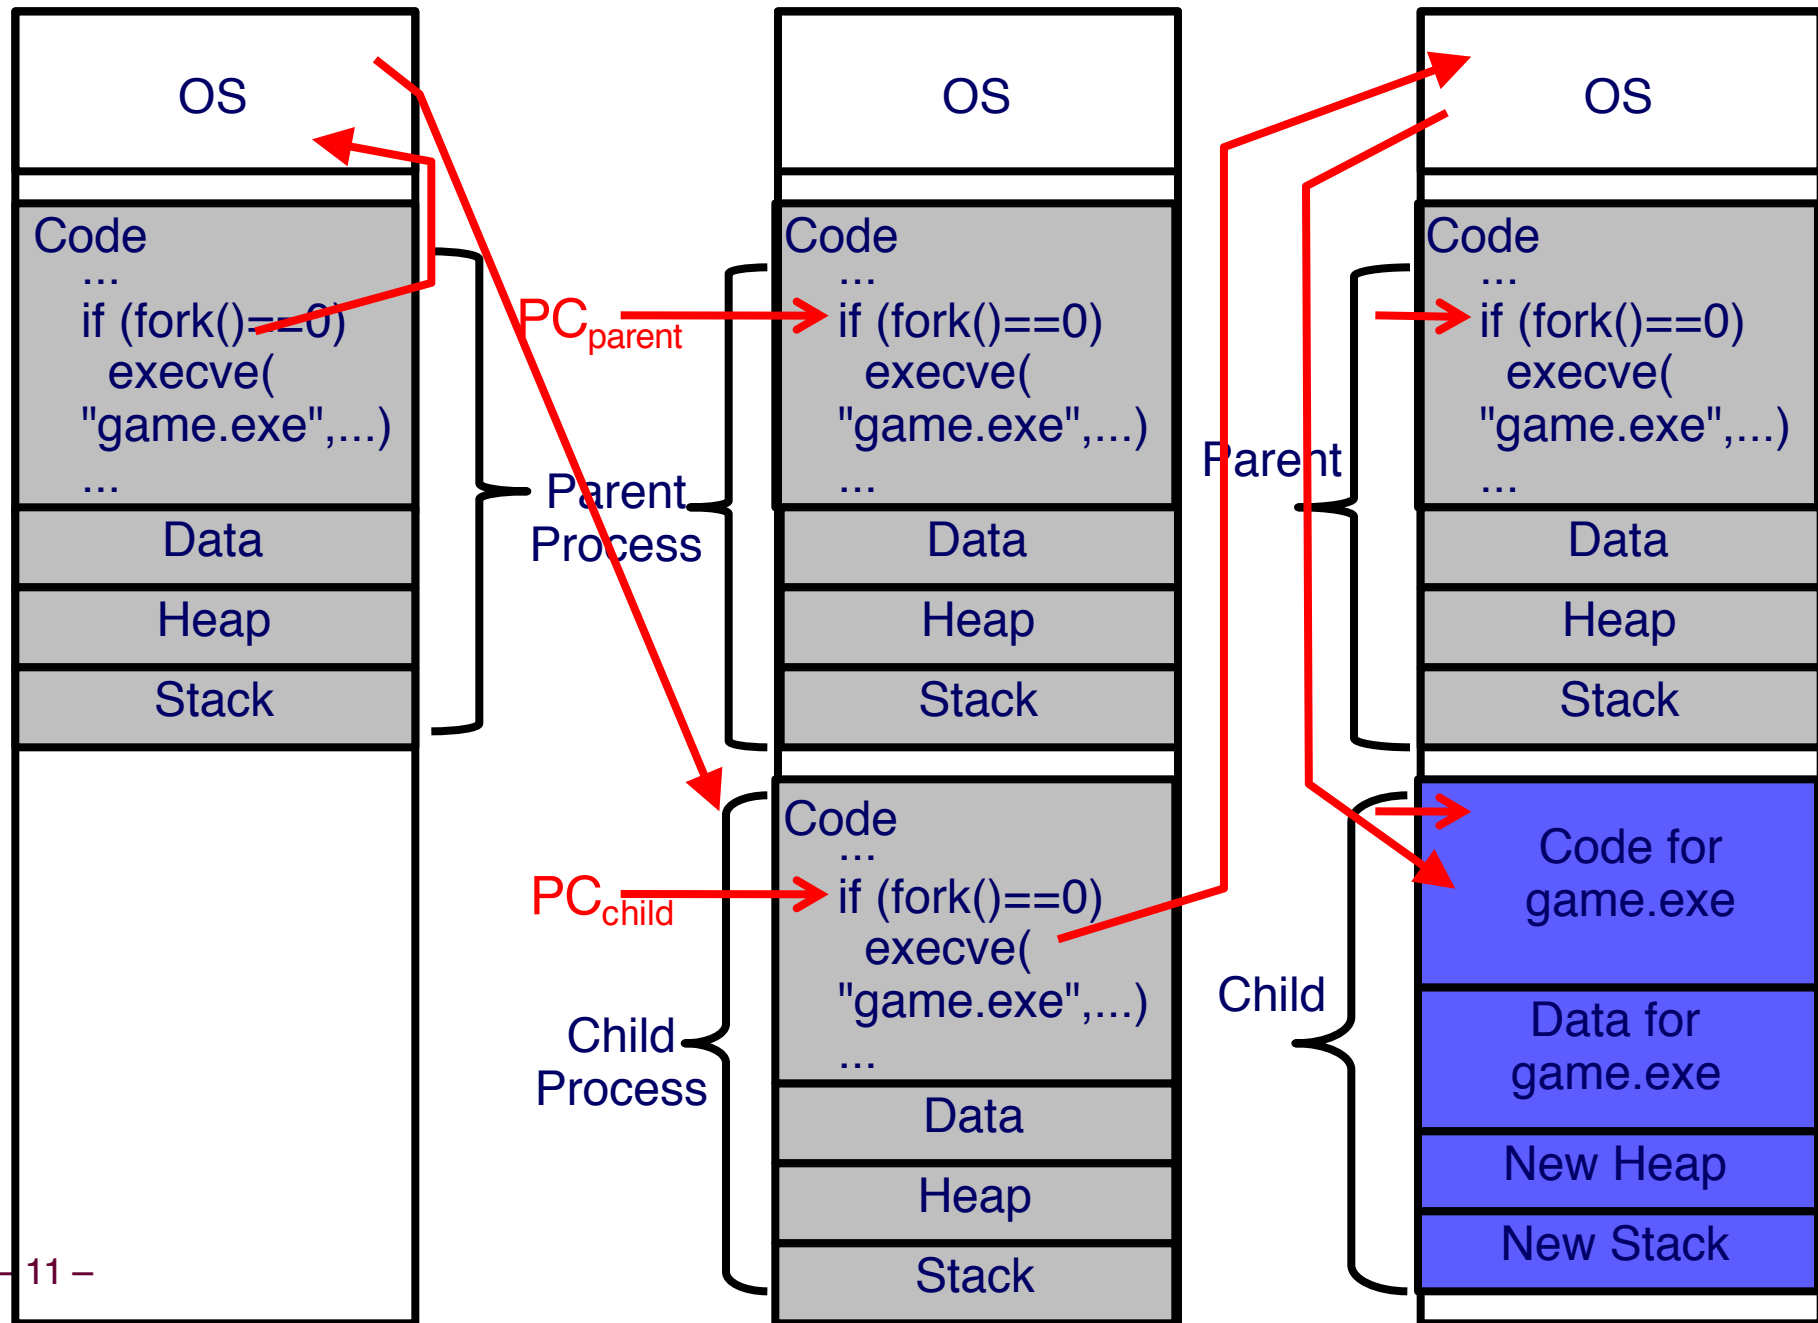 OS
Code
...
if (fork()==0)
execve(
"game.exe",...)
...
Data
Heap
Stack
Parent
Process
OS
Code
...
PCparent
if (fork()==0)
execve(
"game.exe",...)
...
Data
Heap
Stack
Code
...
PCchild
if (fork()==0)
execve(
"game.exe",...)
...
Child
Process
Data
Heap
Stack
OS
Code
...
if (fork()==0)
execve(
"game.exe",...)
...
Parent
Data
Heap
Stack
Child
Code for
game.exe
Data for
game.exe
New Heap
New Stack
– 11 –